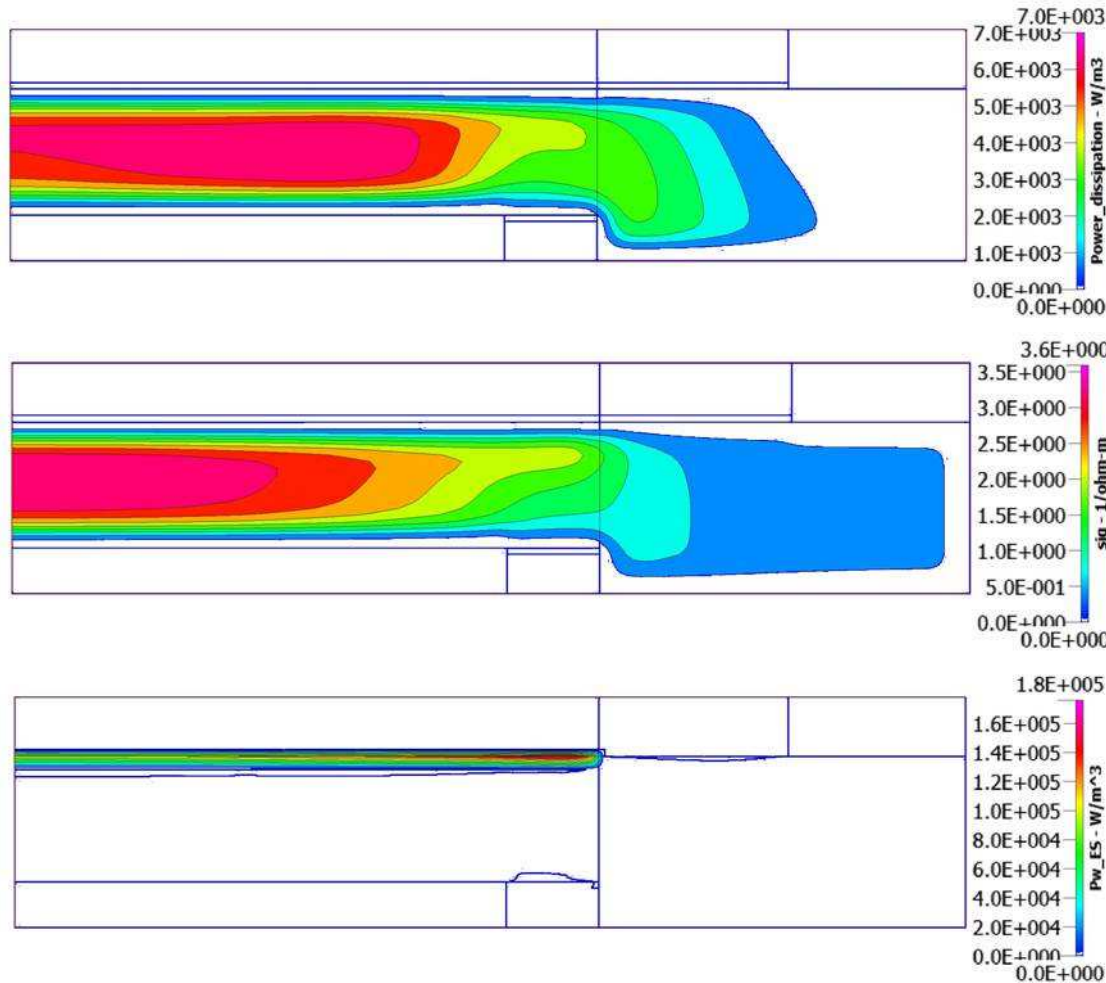 7.0E+003
7.0E+003
6.0E+003
5.0E+003
4.0E+003
3.0E+003
2.0E+003
1.0E+003
0.0E+000
0.0E+000
Power_dissipation - W/m3
3.6E+000
3.5E+000
3.0E+000
2.5E+000
2.0E+000
1.5E+000
1.0E+000
5.0E-001
0.0E+000
0.0E+000
sig - 1/ohm-m
1.8E+005
1.6E+005
1.4E+005
1.2E+005
1.0E+005
8.0E+004
6.0E+004
4.0E+004
2.0E+004
0.0E+000
0.0E+000
Pw_ES - W/m^3